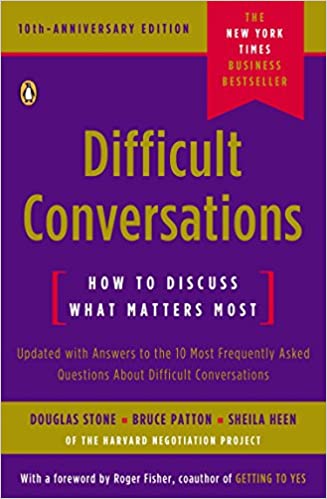 10th-ANNIVERSARY EDITION
THE
NEW YORK
TIMES
BUSINESS
BESTSELLER
Difficult
Conversations
[ HOW TO DISCUSS
WHAT MATTERS MOST ]
Updated with Answers to the 10 Most Frequently Asked
Questions About Difficult Conversations
DOUGLAS STONE ■ BRUCE PATTON ■ SHEILA HEEN
OF THE HARVARD NEGOTIATION PROJECT
With a foreword by Roger Fisher, coauthor of GETTING TO YES